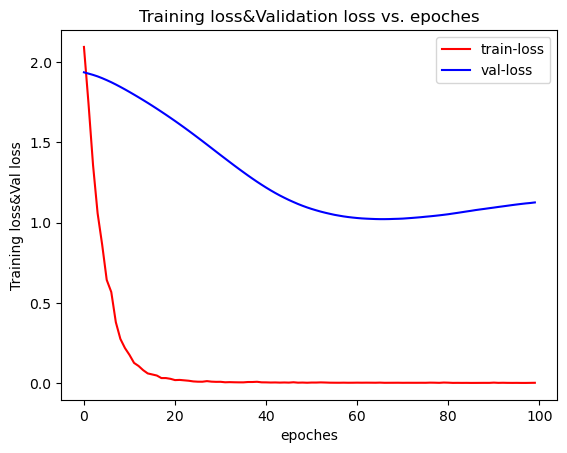 Training loss&Validation loss vs. epoches
train-loss
val-loss
Training loss&Val loss
2.0
1.5
1.0
0.5
0.0
0 20 40 60 80 100
epoches